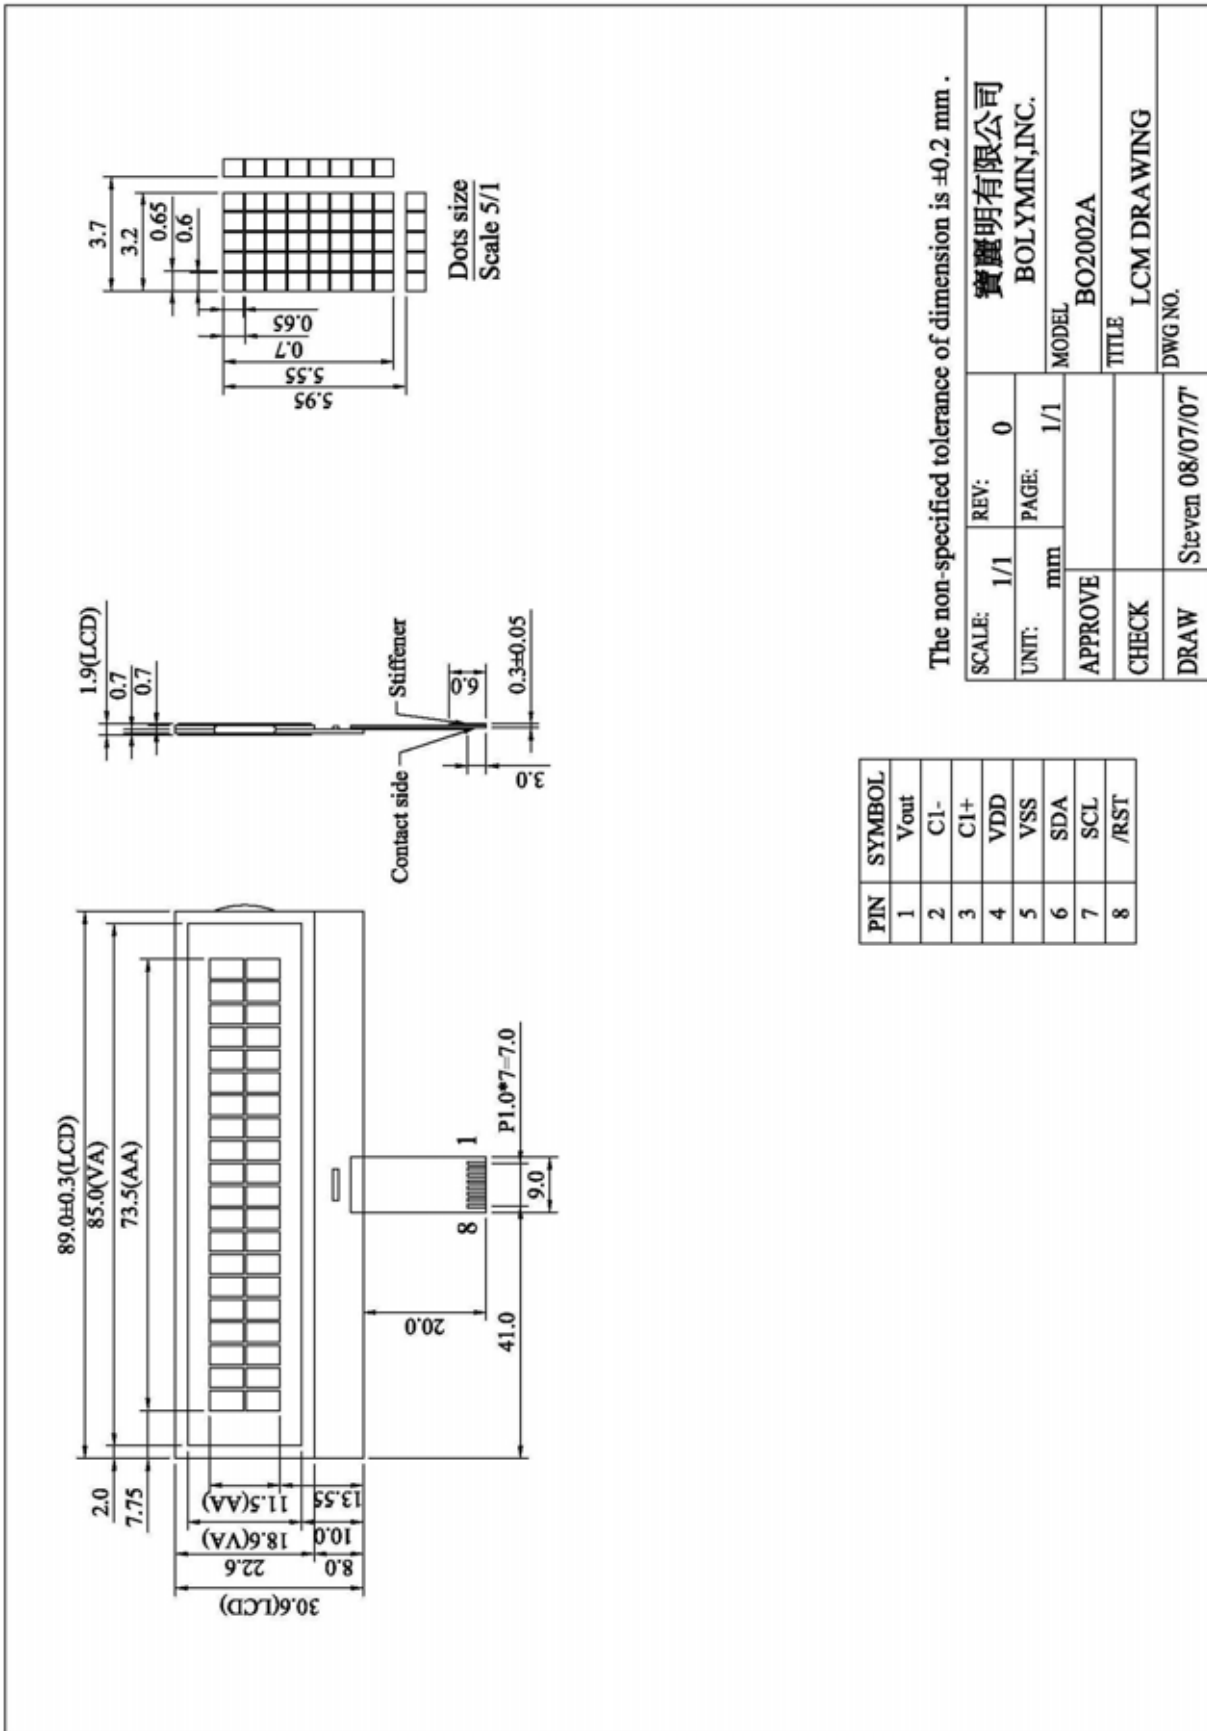 89.0±0.3(LCD)
85.0(VA)
73.5(AA)
2.0
7.75
11.5(AA)
13.55
18.6(VA)
10.0
22.6
8.0
30.6(LCD)
20.0
41.0
8
1
9.0
P1.0*7=7.0
1.9(LCD)
0.7
0.7
Contact side
Stiffener
3.0
6.0
0.3±0.05
3.7
3.2
0.65
0.6
0.65
0.7
5.55
5.95
Dots size
Scale 5/1
PIN SYMBOL
1 Vout
2 C1-
3 C1+
4 VDD
5 VSS
6 SDA
7 SCL
8 /RST
The non-specified tolerance of dimension is ±0.2 mm .
SCALE: 1/1
REV: 0
寶麗明有限公司
BOLYMIN,INC.
UNIT: mm
PAGE: 1/1
MODEL
BO2002A
APPROVE
CHECK
TITLE
LCM DRAWING
DRAW Steven 08/07/07'
DWG NO.